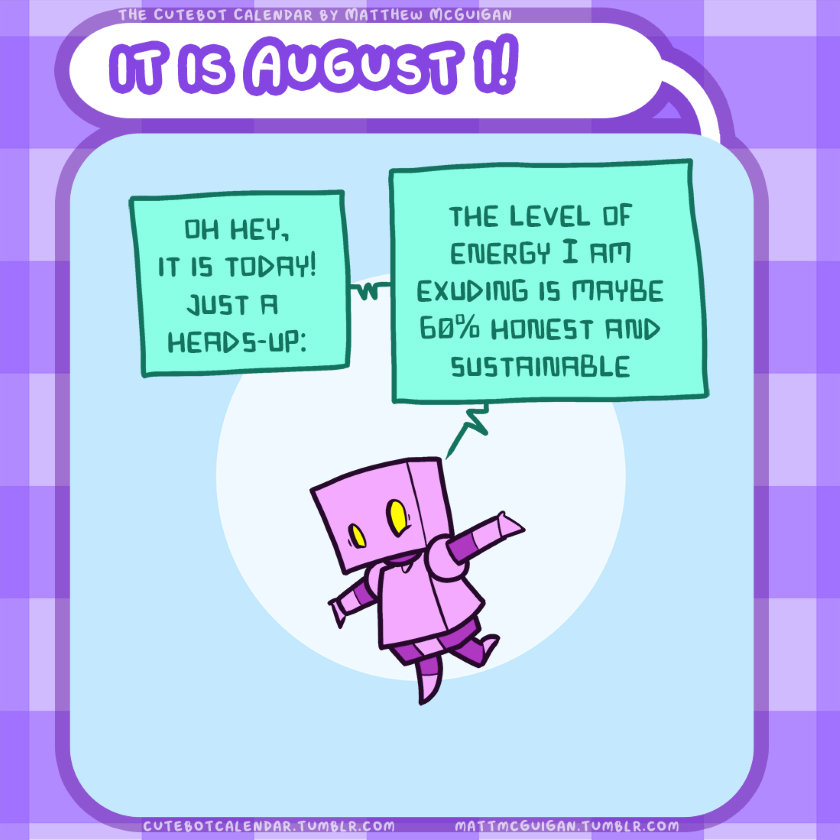 THE CUTEBOT CALENDAR BY MATTHEW MCGUIGAN
IT IS AUGUST 1!
OH HEY,
IT IS TODAY!
JUST A
HEADS-UP:
THE LEVEL OF
ENERGY I AM
EXUDING IS MAYBE
60% HONEST AND
SUSTAINABLE
CUTEBOTCALENDAR.TUMBLR.COM
MATTMCGUIGAN.TUMBLR.COM